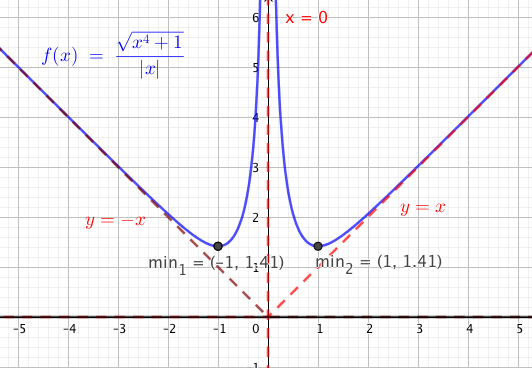 x = 0
6
f(x) = √(x⁴ + 1) / |x|
5
4
3
y = x
y = −x
2
min₁ = (–1, 1.41)
min₂ = (1, 1.41)
1
-5 -4 -3 -2 -1 0 1 2 3 4 5
1